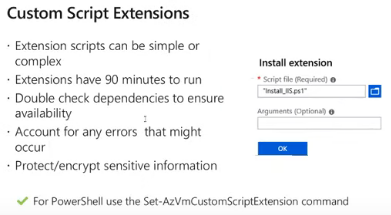 Custom Script Extensions
• Extension scripts can be simple or
complex
• Extensions have 90 minutes to run
• Double check dependencies to ensure
availability
• Account for any errors that might
occur
• Protect/encrypt sensitive information
Install extension
* Script file (Required)
"Install_IIS.ps1"
Arguments (Optional)
OK
For PowerShell use the Set-AzVmCustomScriptExtension command